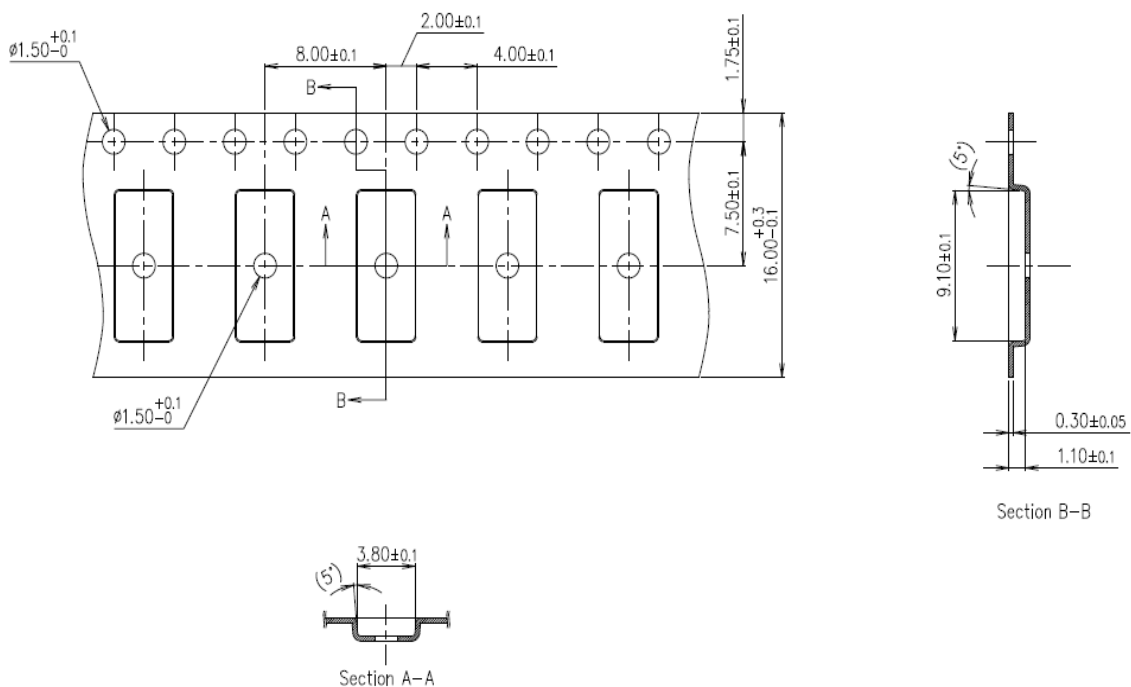 2.00±0.1
ø1.50+0.1-0
8.00±0.1
4.00±0.1
1.75±0.1
B
A
A
7.50±0.1
16.00+0.3-0.1
(5°)
9.10±0.1
ø1.50+0.1-0
B
0.30±0.05
1.10±0.1
Section B-B
3.80±0.1
(5°)
Section A-A